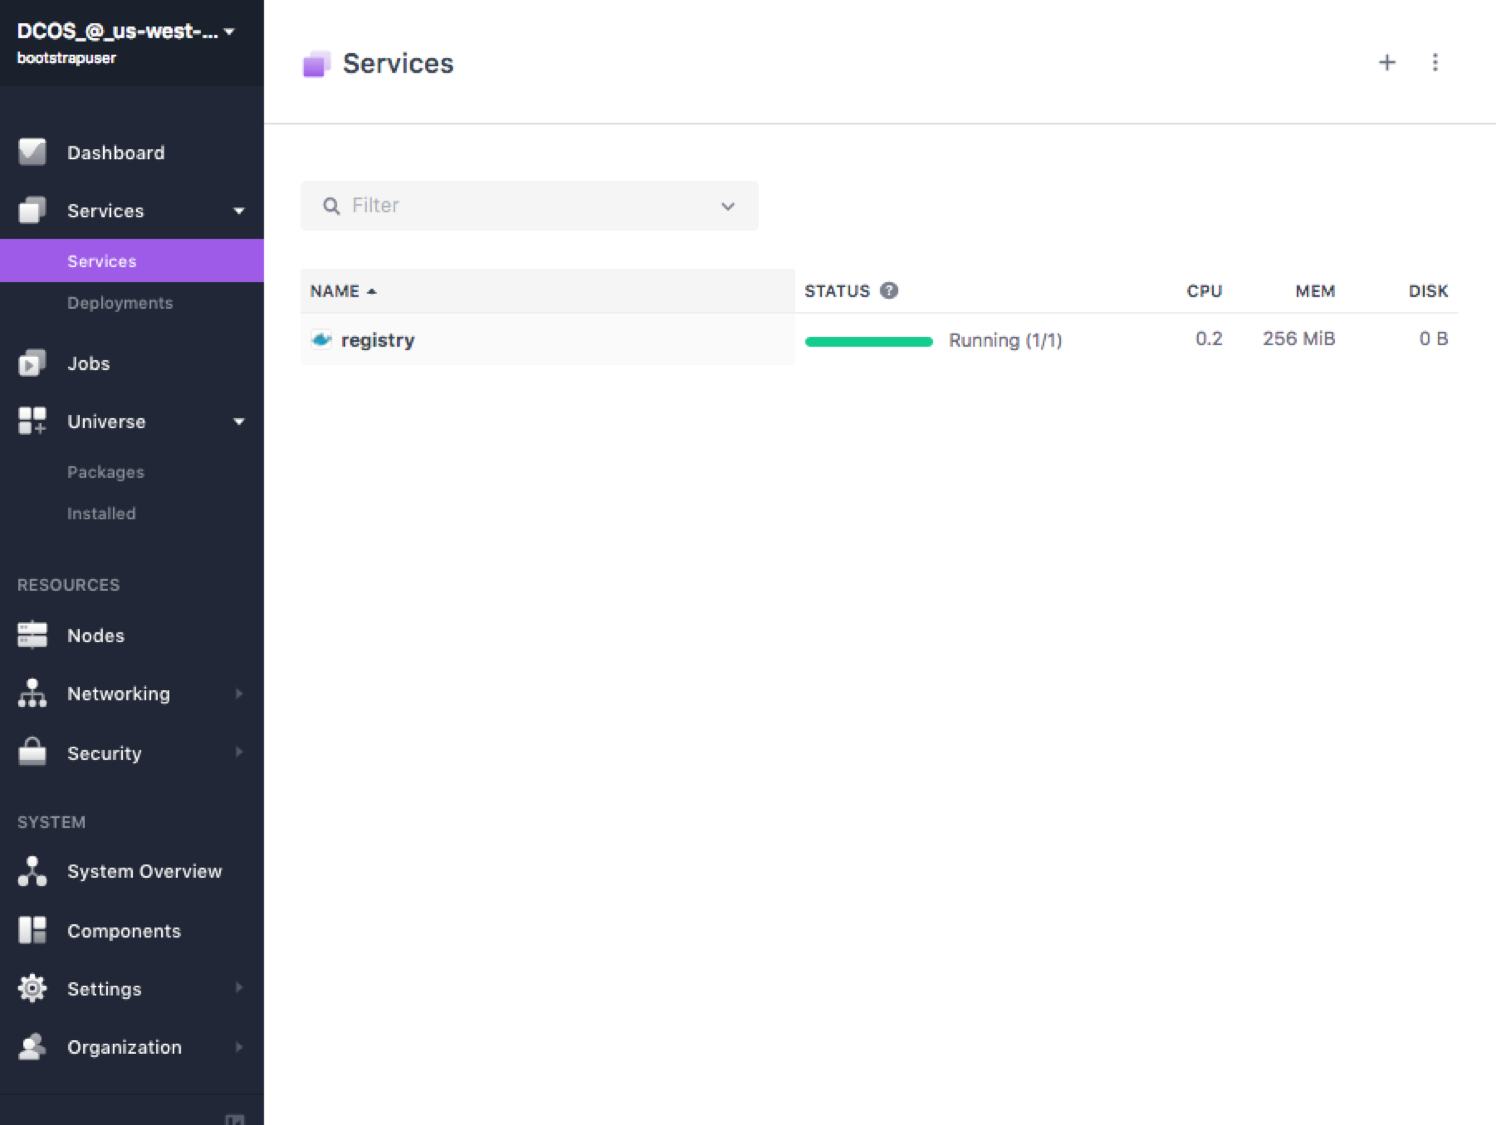 DCOS_@_us-west-...
bootstrapuser
Dashboard
Services
Services
Deployments
Jobs
Universe
Packages
Installed
RESOURCES
Nodes
Networking
Security
SYSTEM
System Overview
Components
Settings
Organization
Services
Filter
NAME STATUS ? CPU MEM DISK
registry Running (1/1) 0.2 256 MiB 0 B